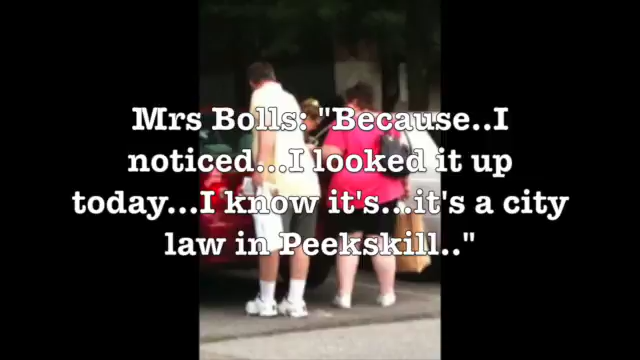 Mrs Bolls: "Because..I
noticed...I looked it up
today...I know it's...it's a city
law in Peekskill.."